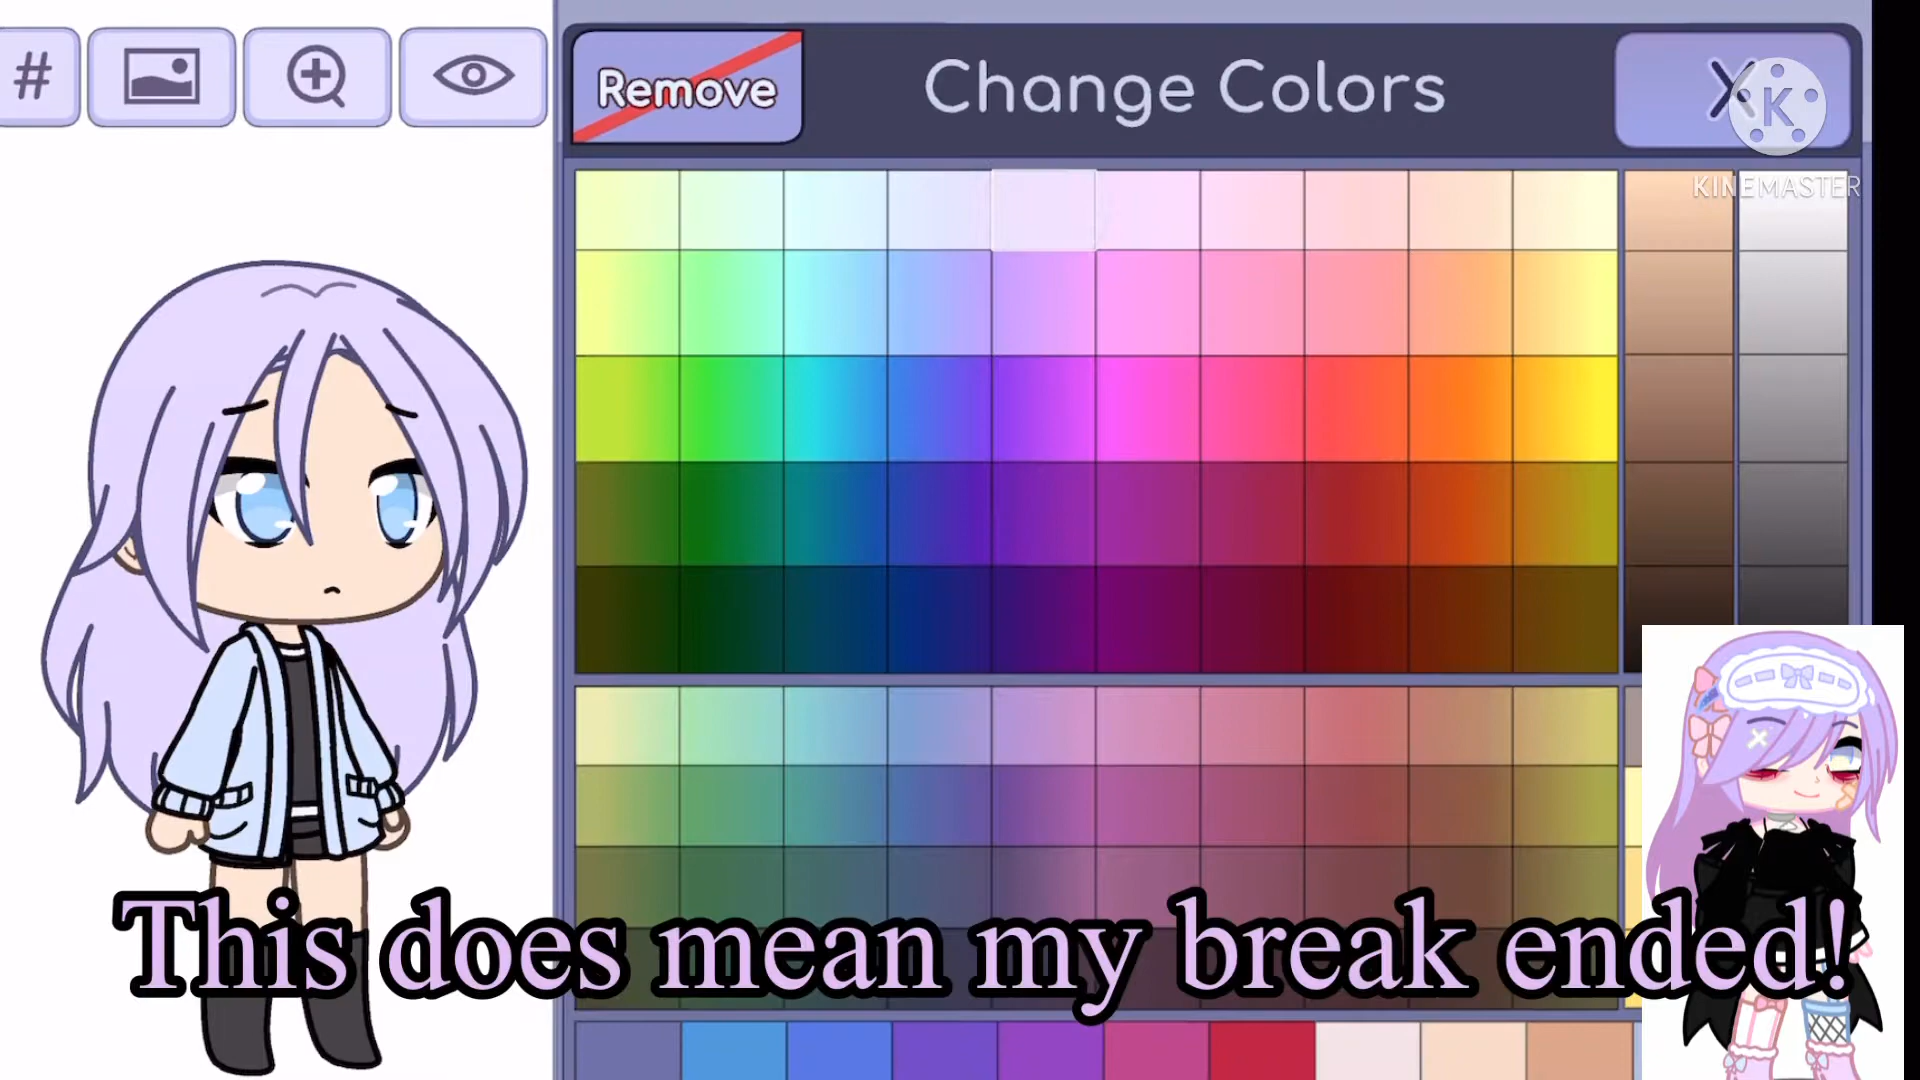 #
Remove
Change Colors
X
K
KINEMASTER
This does mean my break ended!